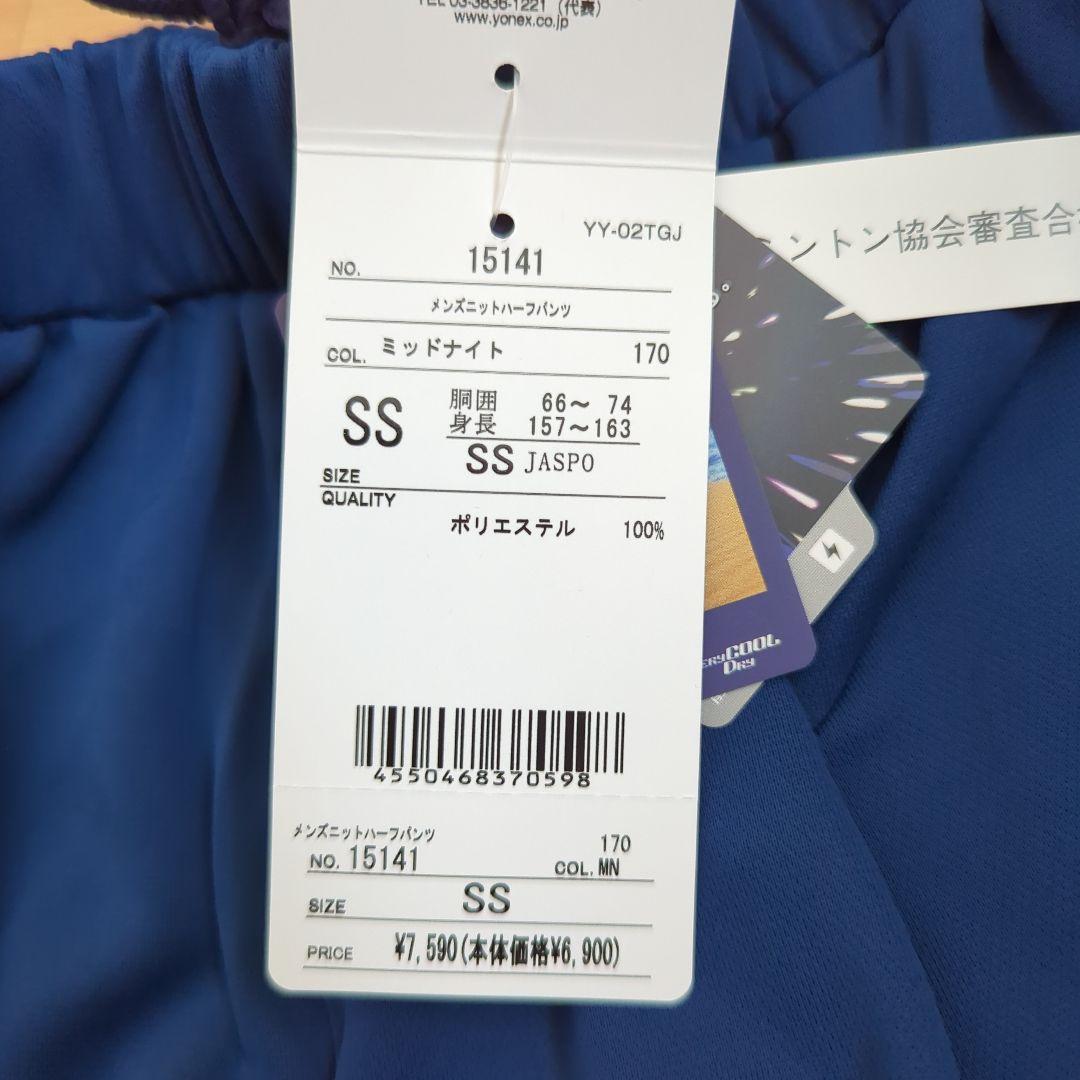 TEL 03-3836-1221 (代表)
www.yonex.co.jp
YY-02TGJ
NO. 15141
メンズニットハーフパンツ
COL. ミッドナイト 170
SS 胴囲 66～ 74
身長 157～163
SS JASPO
SIZE
QUALITY
ポリエステル 100%
4550468370598
メンズニットハーフパンツ 170
NO. 15141 COL. MN
SIZE SS
PRICE ¥7,590(本体価格¥6,900)
ントン協会審査合
COOL
DRY